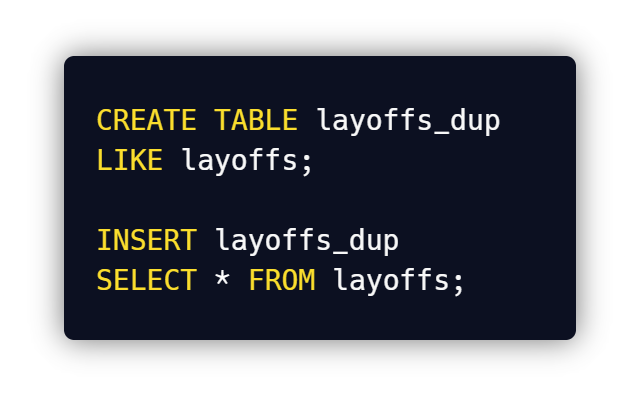 CREATE TABLE layoffs_dup
LIKE layoffs;
INSERT layoffs_dup
SELECT * FROM layoffs;